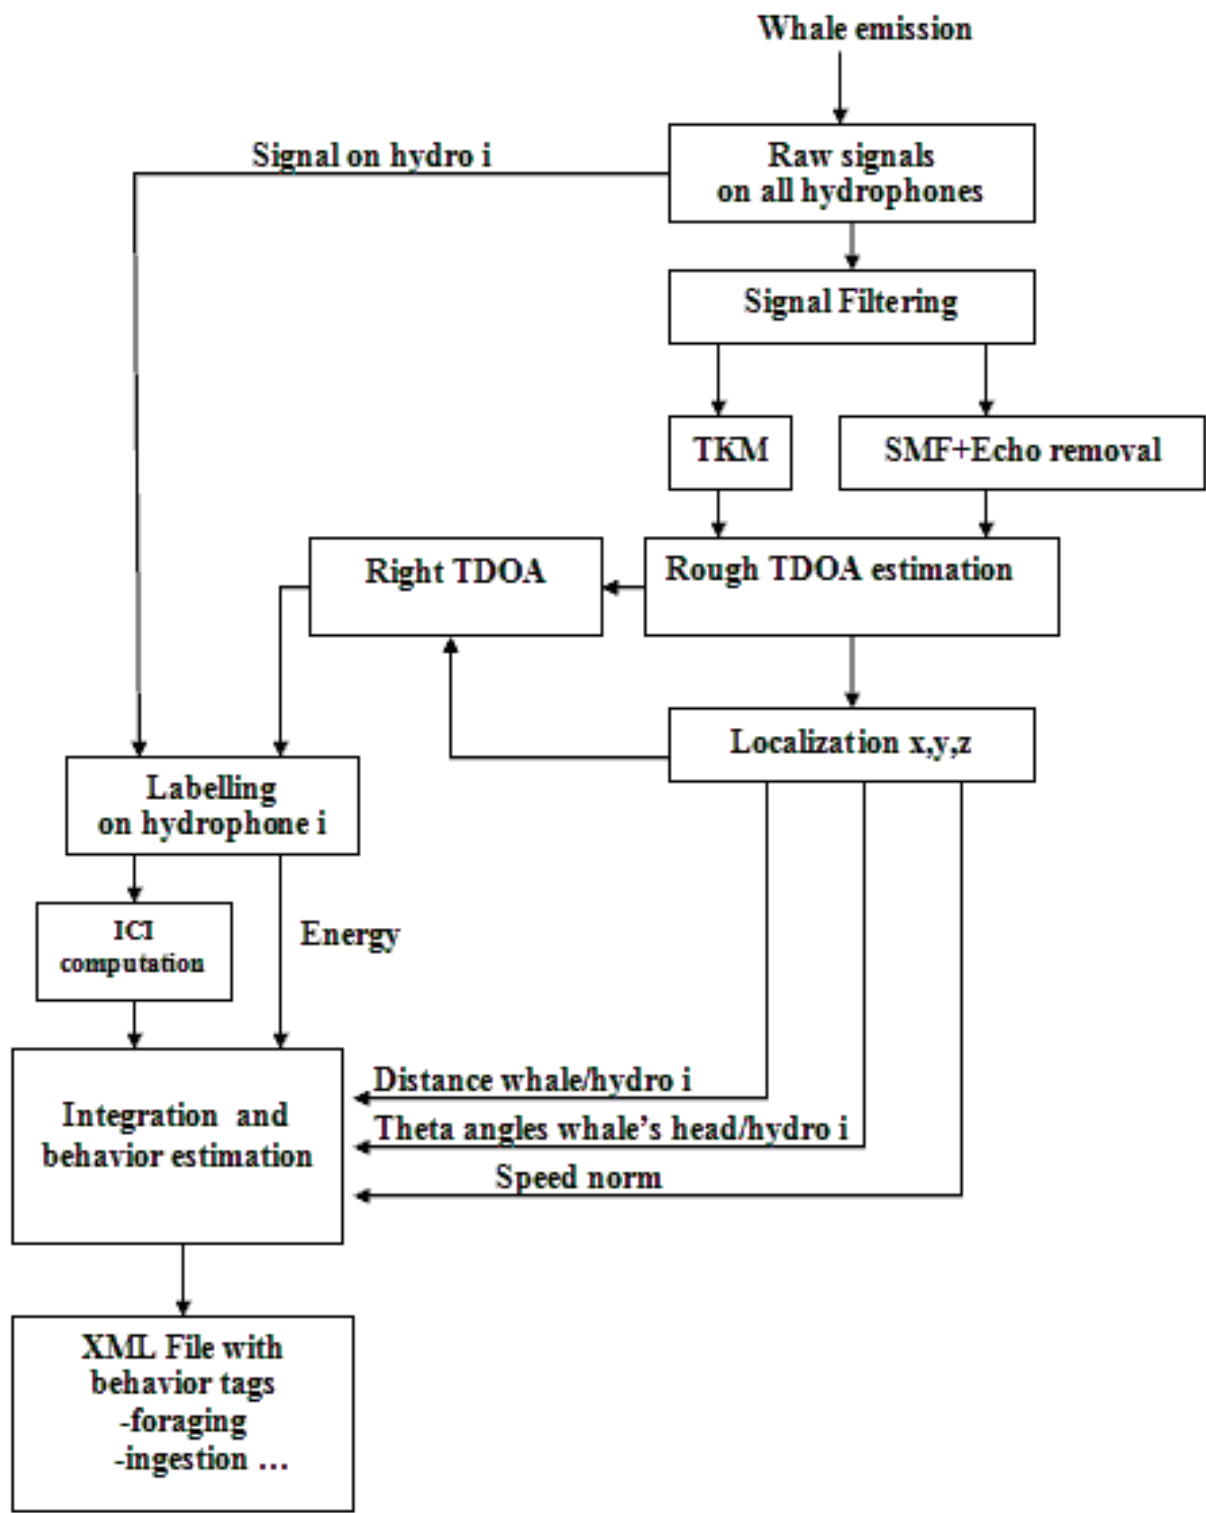 Whale emission
Raw signals
on all hydrophones
Signal on hydro i
Signal Filtering
TKM
SMF+Echo removal
Rough TDOA estimation
Right TDOA
Localization x,y,z
Labelling
on hydrophone i
ICI
computation
Energy
Distance whale/hydro i
Theta angles whale's head/hydro i
Speed norm
Integration and
behavior estimation
XML File with
behavior tags
-foraging
-ingestion ...